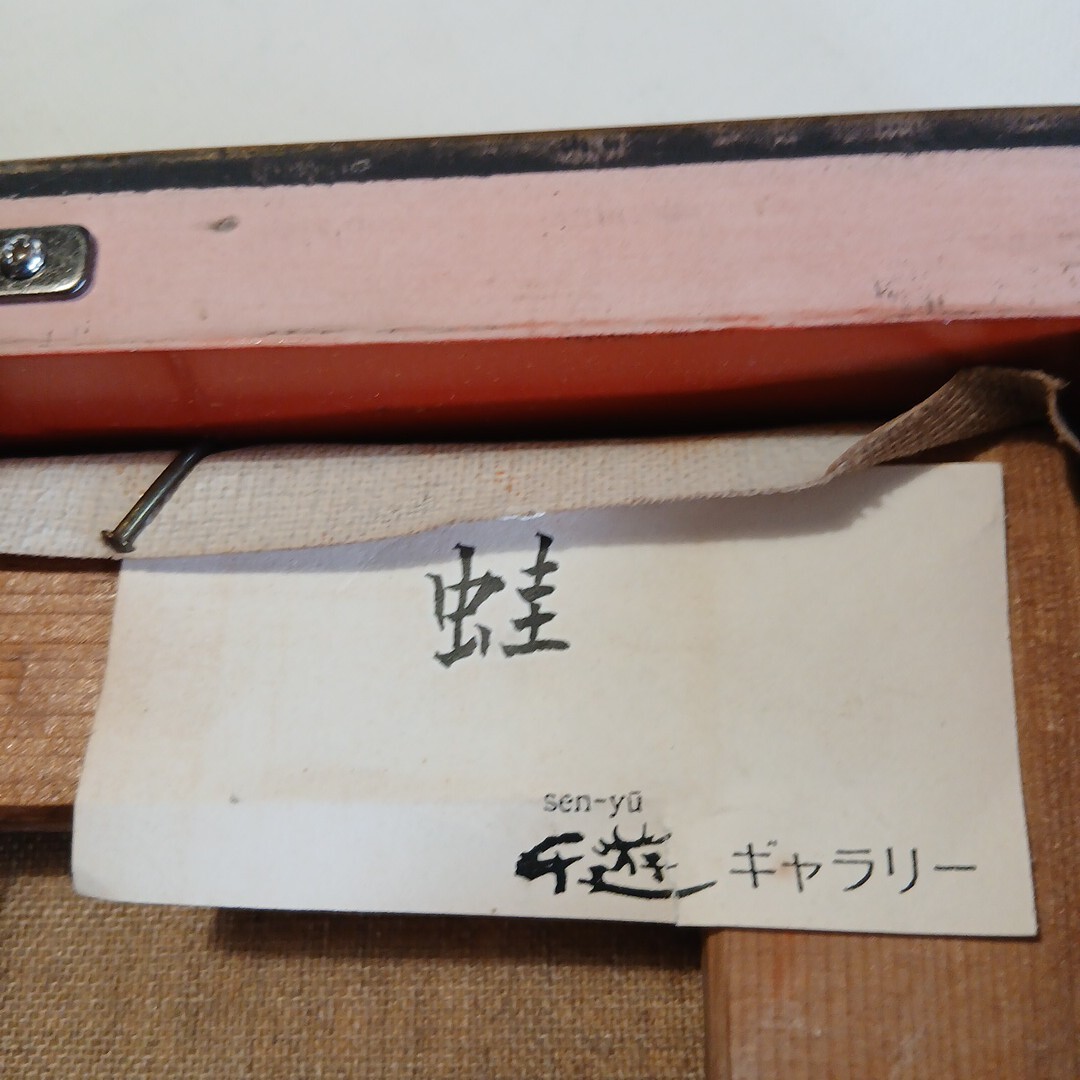 蛙
sen-yū
千遊 ギャラリー